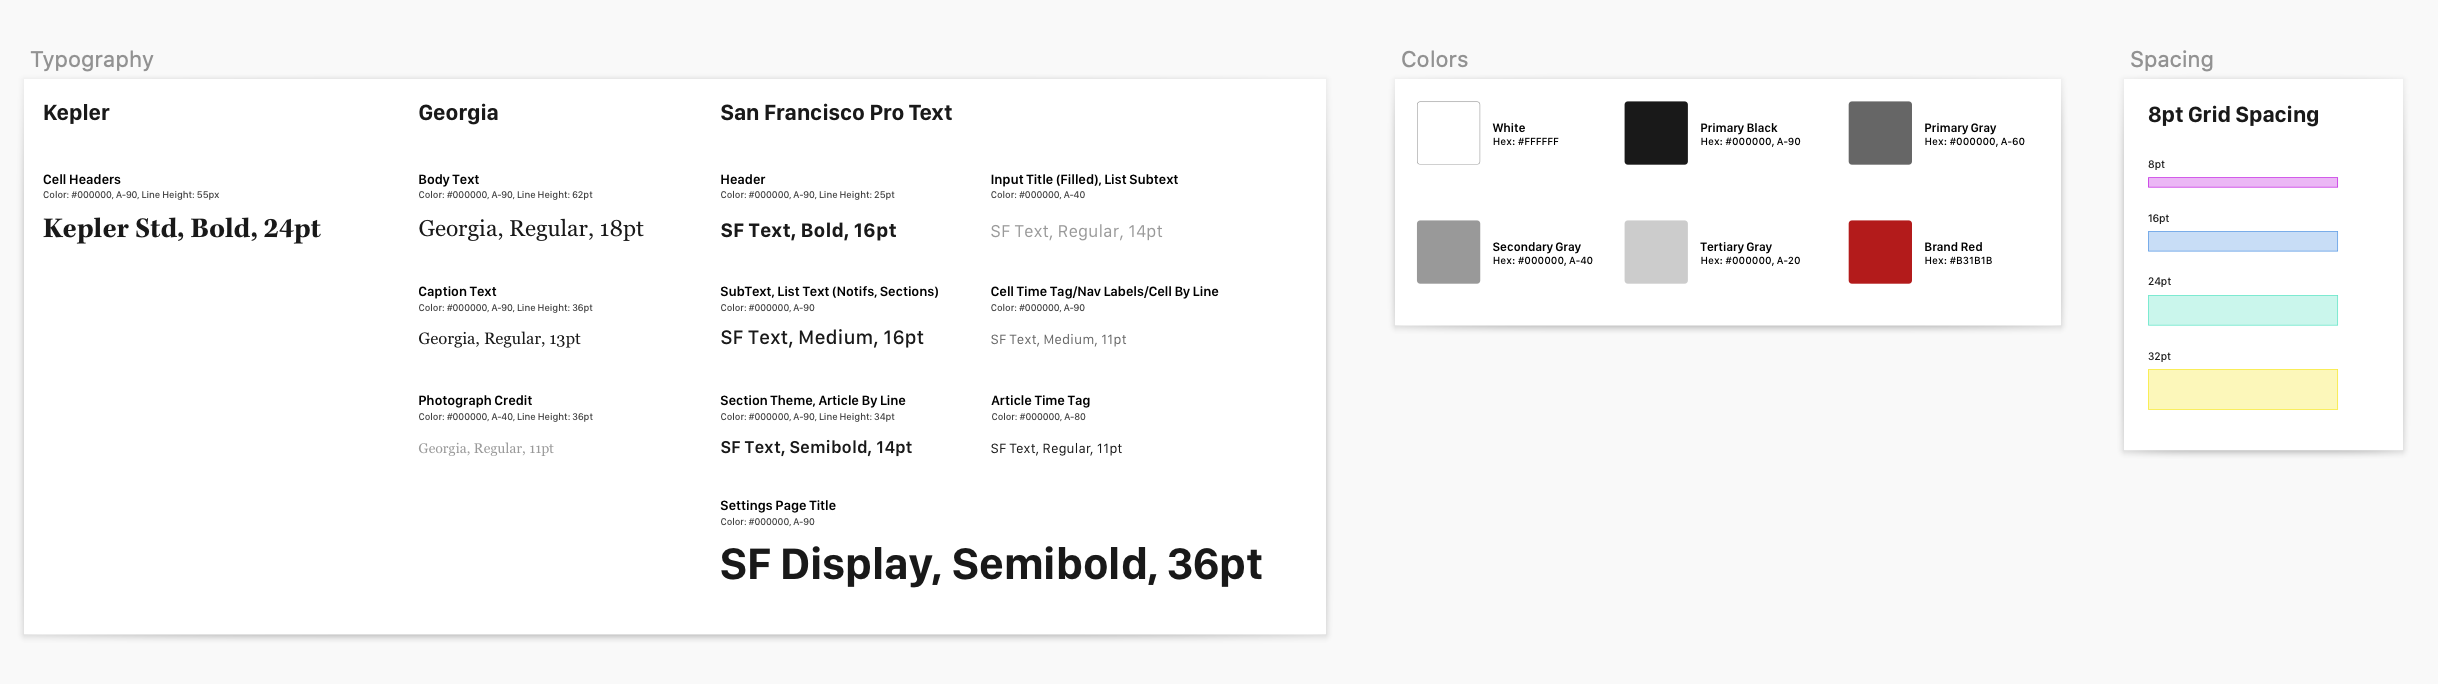 Typography
Kepler
Cell Headers
Color: #000000, A-90, Line Height: 55px
Kepler Std, Bold, 24pt
Georgia
Body Text
Color: #000000, A-90, Line Height: 62pt
Georgia, Regular, 18pt
Caption Text
Color: #000000, A-90, Line Height: 36pt
Georgia, Regular, 13pt
Photograph Credit
Color: #000000, A-40, Line Height: 36pt
Georgia, Regular, 11pt
San Francisco Pro Text
Header
Color: #000000, A-90, Line Height: 25pt
SF Text, Bold, 16pt
SubText, List Text (Notifs, Sections)
Color: #000000, A-90
SF Text, Medium, 16pt
Section Theme, Article By Line
Color: #000000, A-90, Line Height: 34pt
SF Text, Semibold, 14pt
Settings Page Title
Color: #000000, A-90
SF Display, Semibold, 36pt
Input Title (Filled), List Subtext
Color: #000000, A-40
SF Text, Regular, 14pt
Cell Time Tag/Nav Labels/Cell By Line
Color: #000000, A-90
SF Text, Medium, 11pt
Article Time Tag
Color: #000000, A-80
SF Text, Regular, 11pt
Colors
White
Hex: #FFFFFF
Primary Black
Hex: #000000, A-90
Primary Gray
Hex: #000000, A-60
Secondary Gray
Hex: #000000, A-40
Tertiary Gray
Hex: #000000, A-20
Brand Red
Hex: #B31B1B
Spacing
8pt Grid Spacing
8pt
16pt
24pt
32pt